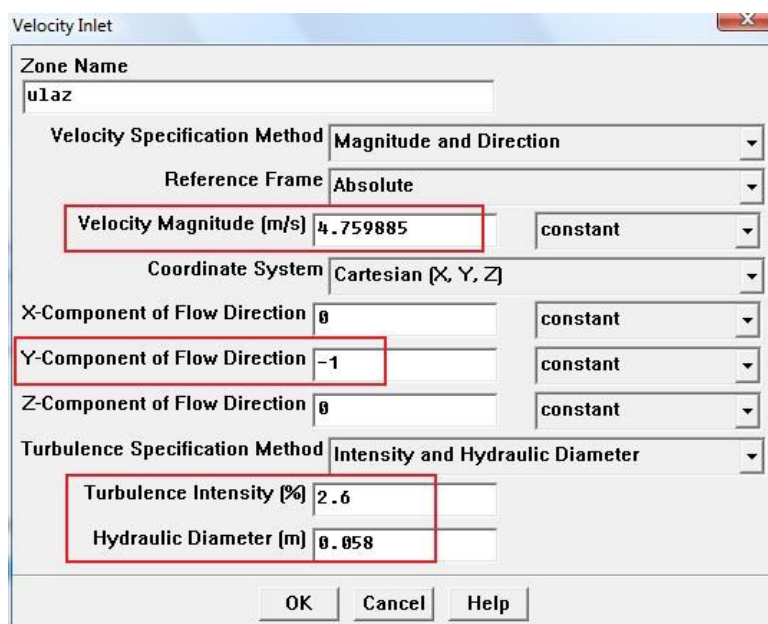 Velocity Inlet
X
Zone Name
ulaz
Velocity Specification Method Magnitude and Direction
Reference Frame Absolute
Velocity Magnitude (m/s) 4.759885 constant
Coordinate System Cartesian (X, Y, Z)
X-Component of Flow Direction 0 constant
Y-Component of Flow Direction -1 constant
Z-Component of Flow Direction 0 constant
Turbulence Specification Method Intensity and Hydraulic Diameter
Turbulence Intensity (%) 2.6
Hydraulic Diameter (m) 0.058
OK Cancel Help